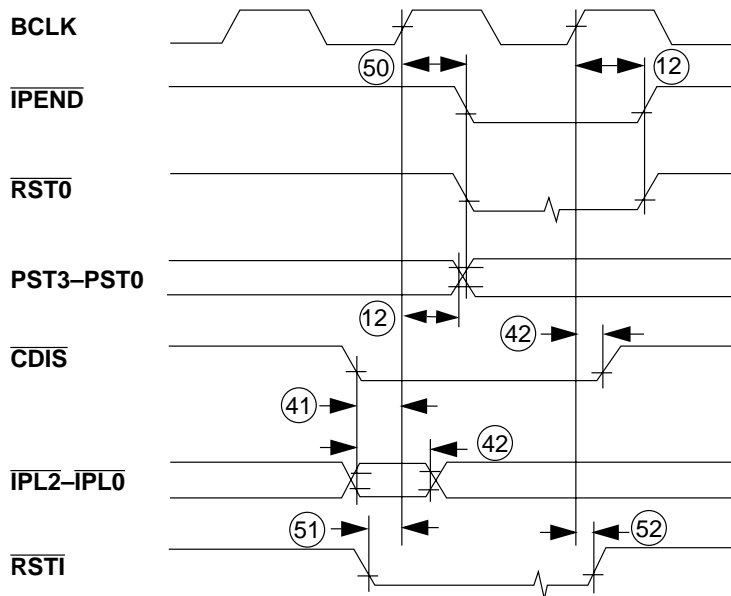 BCLK
50
12
IPEND
RST0
PST3–PST0
12
42
CDIS
41
42
IPL2–IPL0
51
52
RSTI